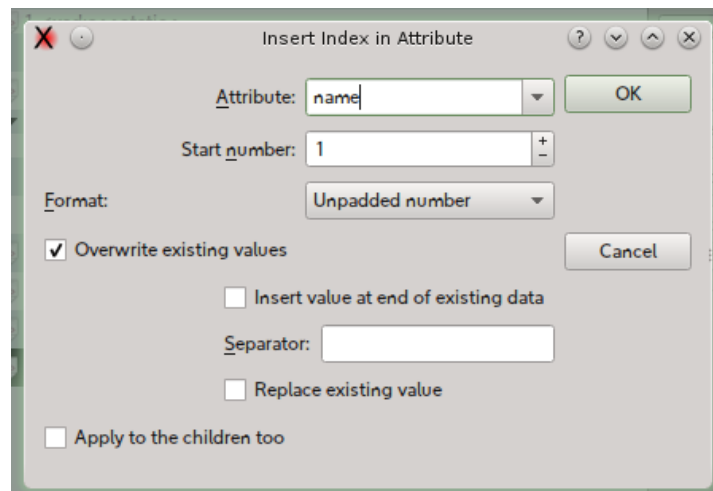 Insert Index in Attribute
Attribute: name OK
Start number: 1
Format: Unpadded number
Overwrite existing values Cancel
Insert value at end of existing data
Separator:
Replace existing value
Apply to the children too